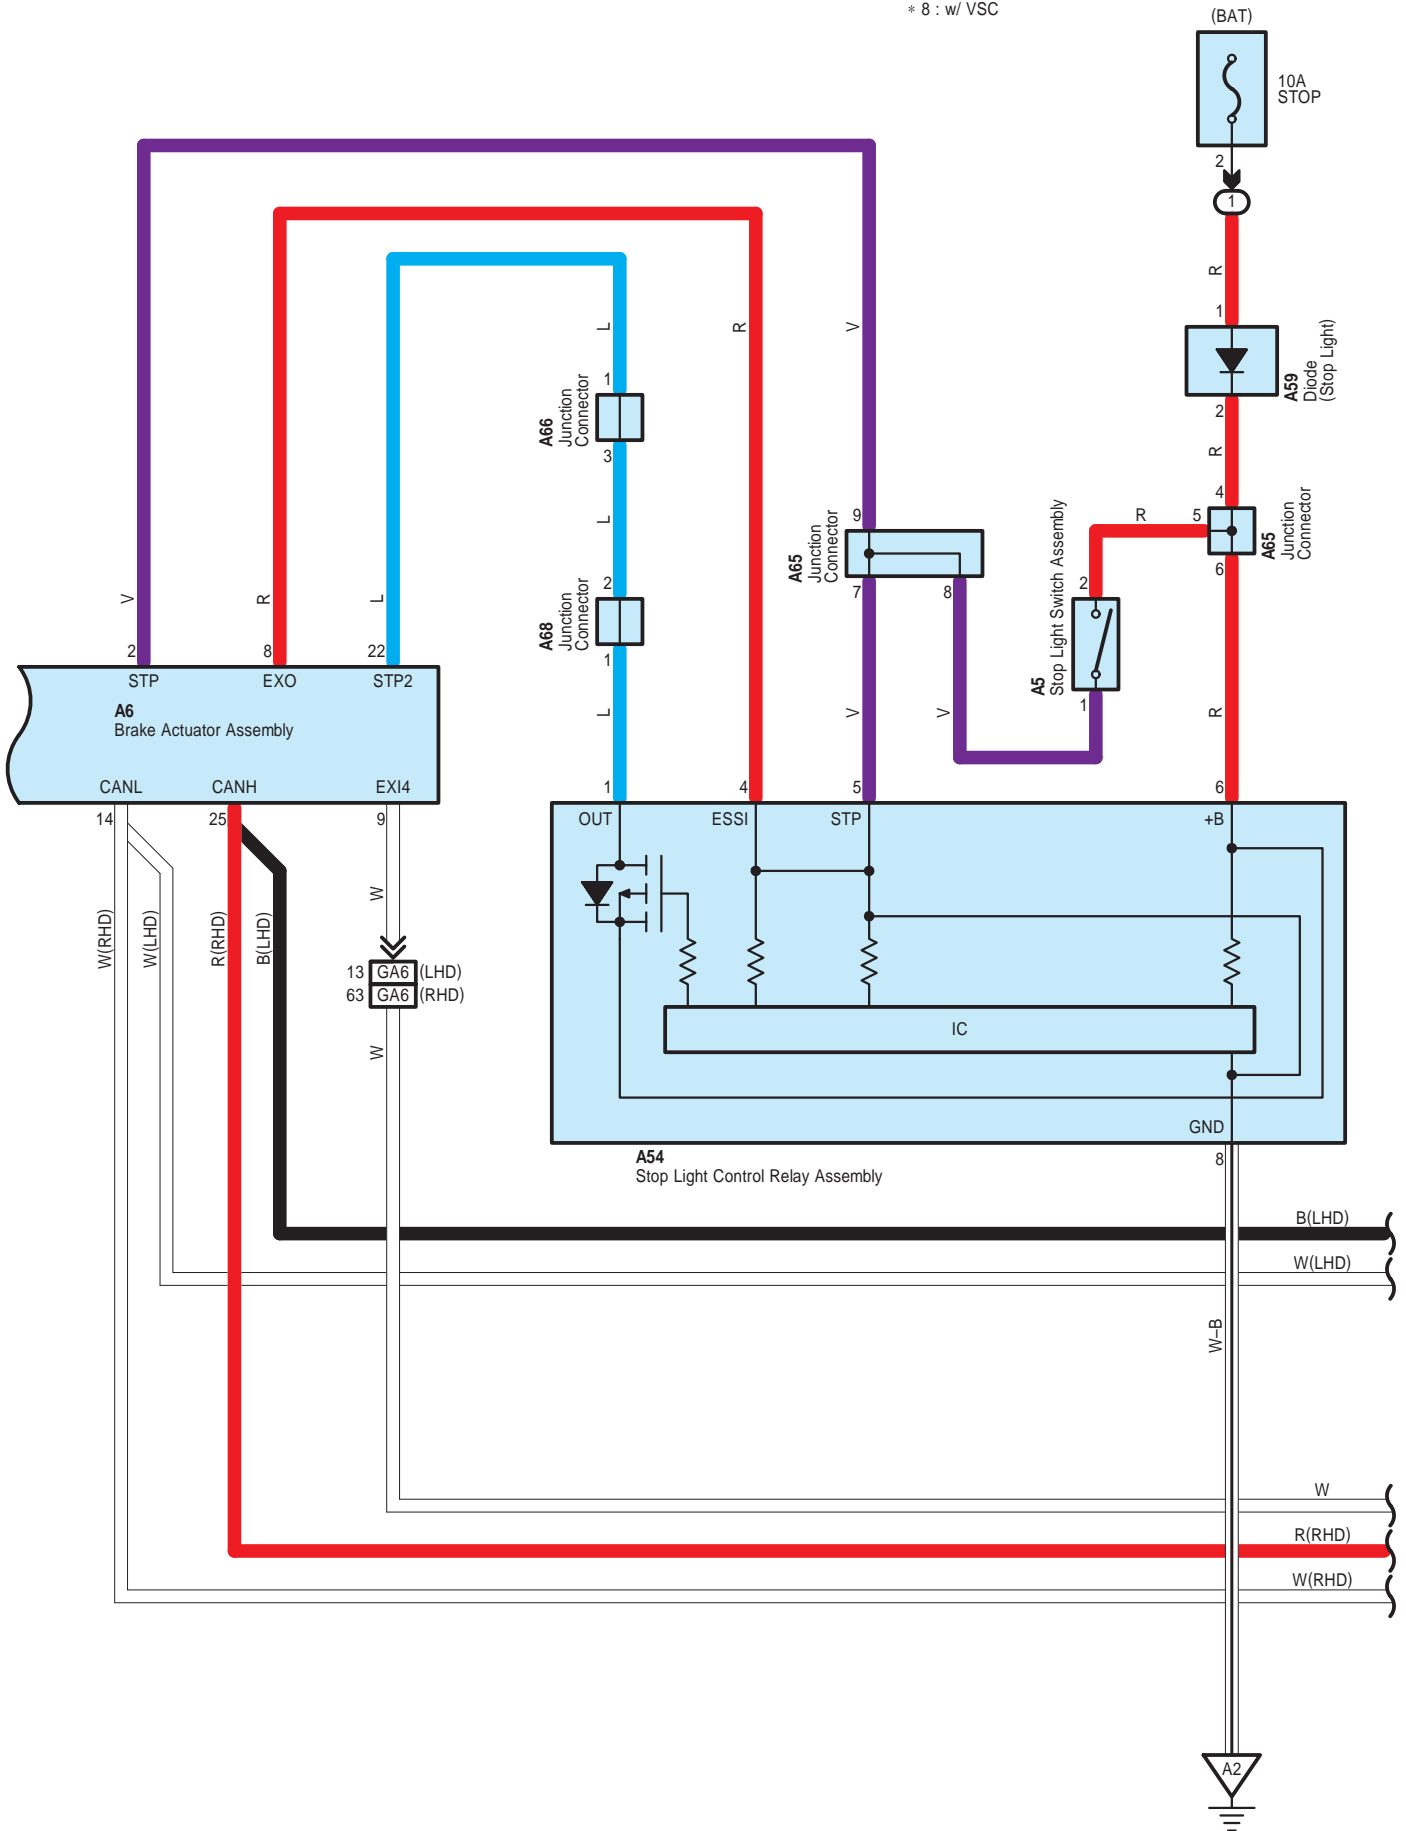 ∗ 8 : w/ VSC
(BAT)
10A
STOP
2
1
R
1
A59
Diode
(Stop Light)
2
R
4
5
R
A65
Junction
Connector
6
L
R
V
1
A66
Junction
Connector
3
L
9
A65
Junction
Connector
7
8
2
A5
Stop Light Switch Assembly
1
2
A68
Junction
Connector
1
V
R
L
2
8
22
STP
EXO
STP2
A6
Brake Actuator Assembly
CANL
CANH
EXI4
L
V
V
R
14
25
9
1
4
5
6
OUT
ESSI
STP
+B
W(RHD)
W(LHD)
R(RHD)
B(LHD)
W
13 GA6 (LHD)
63 GA6 (RHD)
W
IC
GND
8
A54
Stop Light Control Relay Assembly
B(LHD)
W(LHD)
W–B
W
R(RHD)
W(RHD)
A2